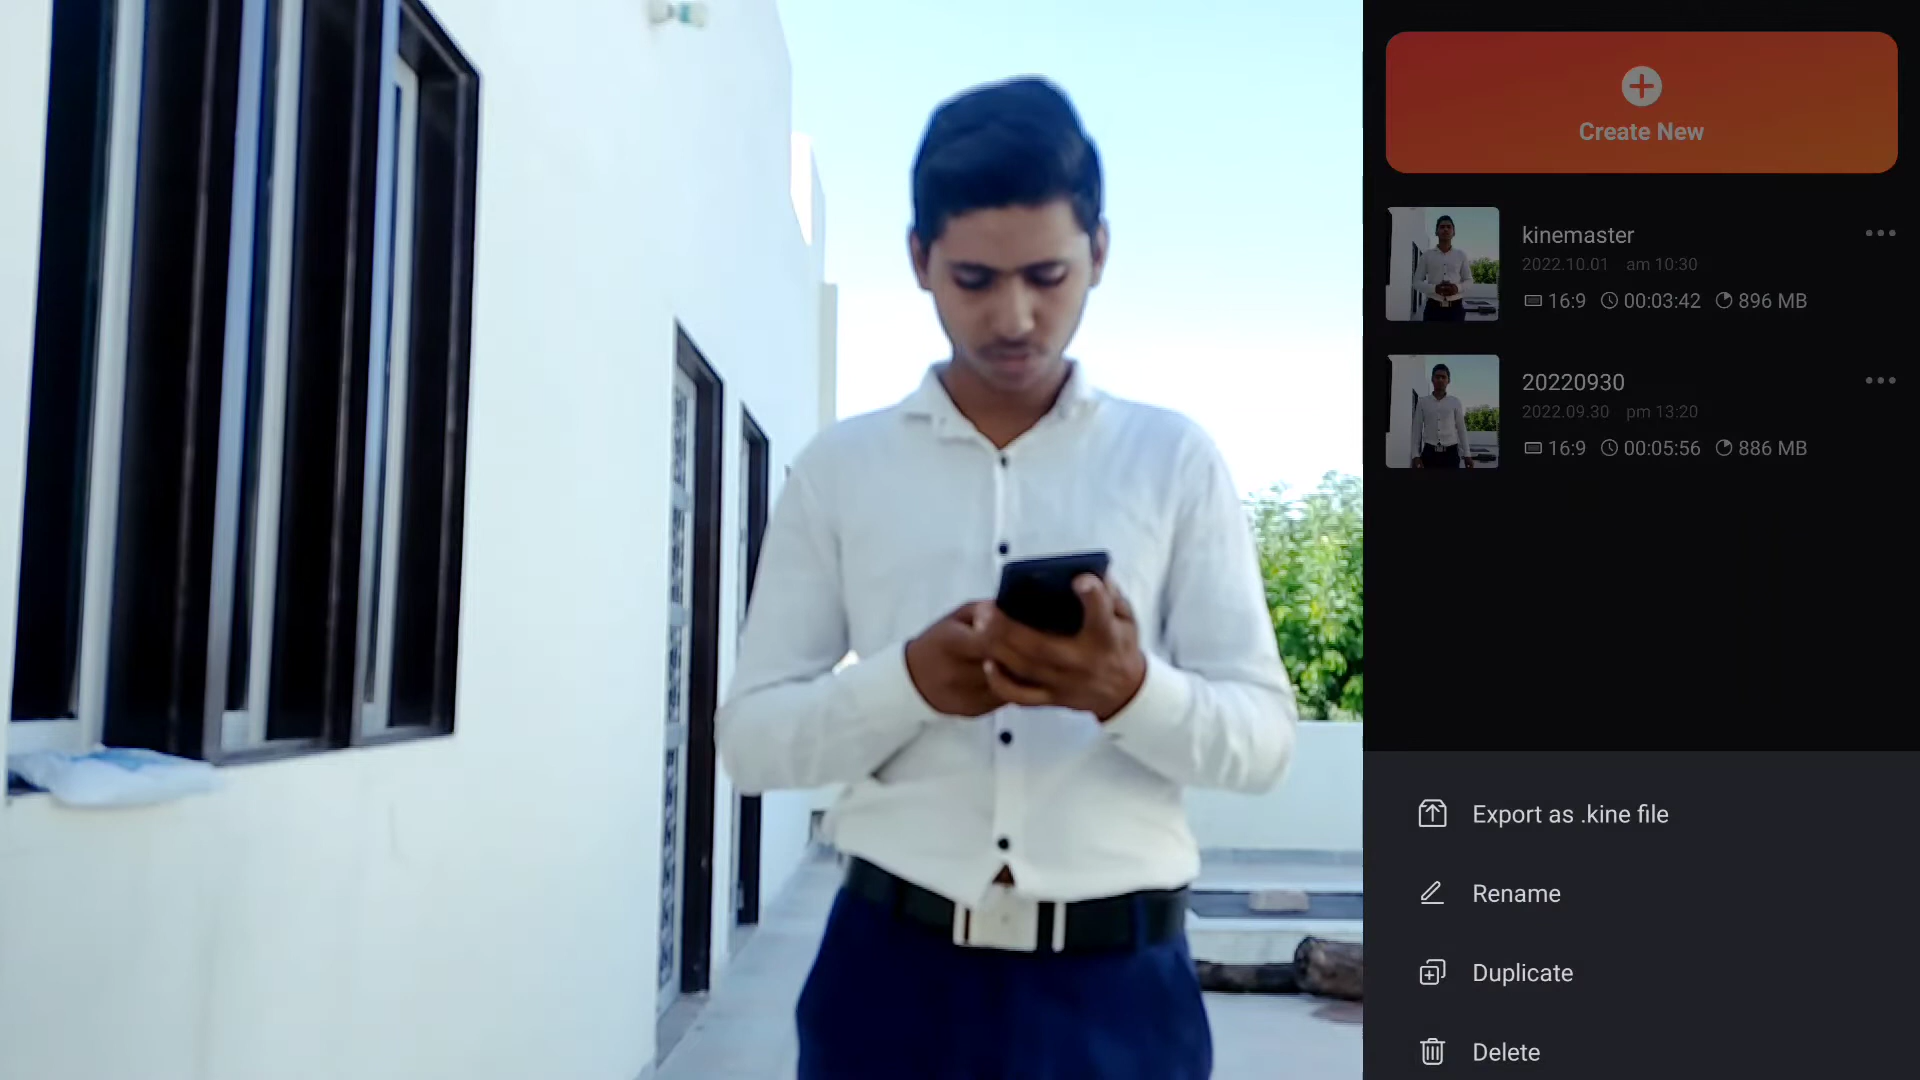 Create New
kinemaster
2022.10.01 am 10:30
16:9 00:03:42 896 MB
20220930
2022.09.30 pm 13:20
16:9 00:05:56 886 MB
Export as .kine file
Rename
Duplicate
Delete